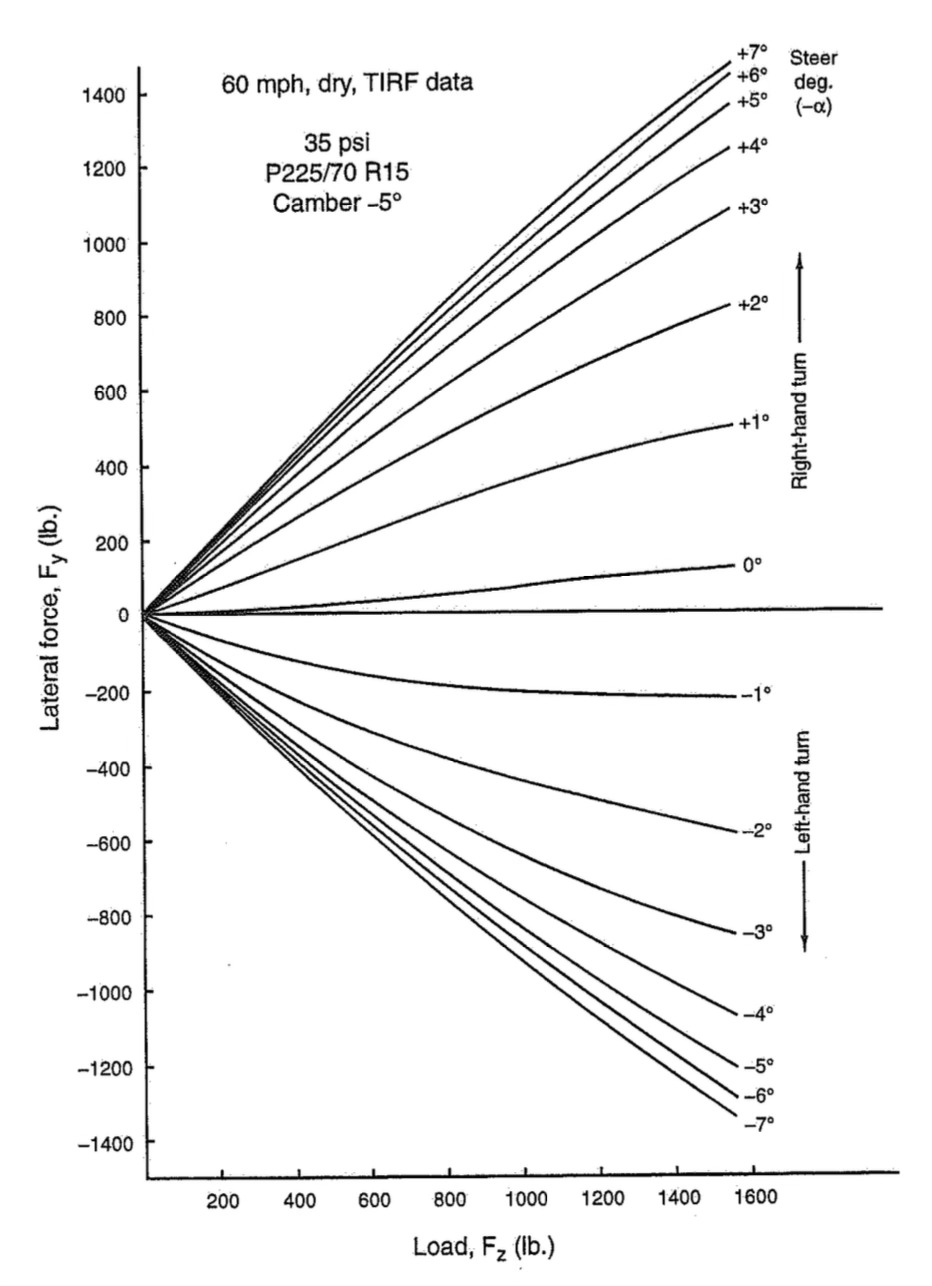 60 mph, dry, TIRF data
35 psi
P225/70 R15
Camber –5°
Steer
deg.
(–α)
+7°
+6°
+5°
+4°
+3°
+2°
+1°
0°
–1°
–2°
–3°
–4°
–5°
–6°
–7°
Right-hand turn
Left-hand turn
Lateral force, Fy (lb.)
1400
1200
1000
800
600
400
200
0
–200
–400
–600
–800
–1000
–1200
–1400
200 400 600 800 1000 1200 1400 1600
Load, Fz (lb.)